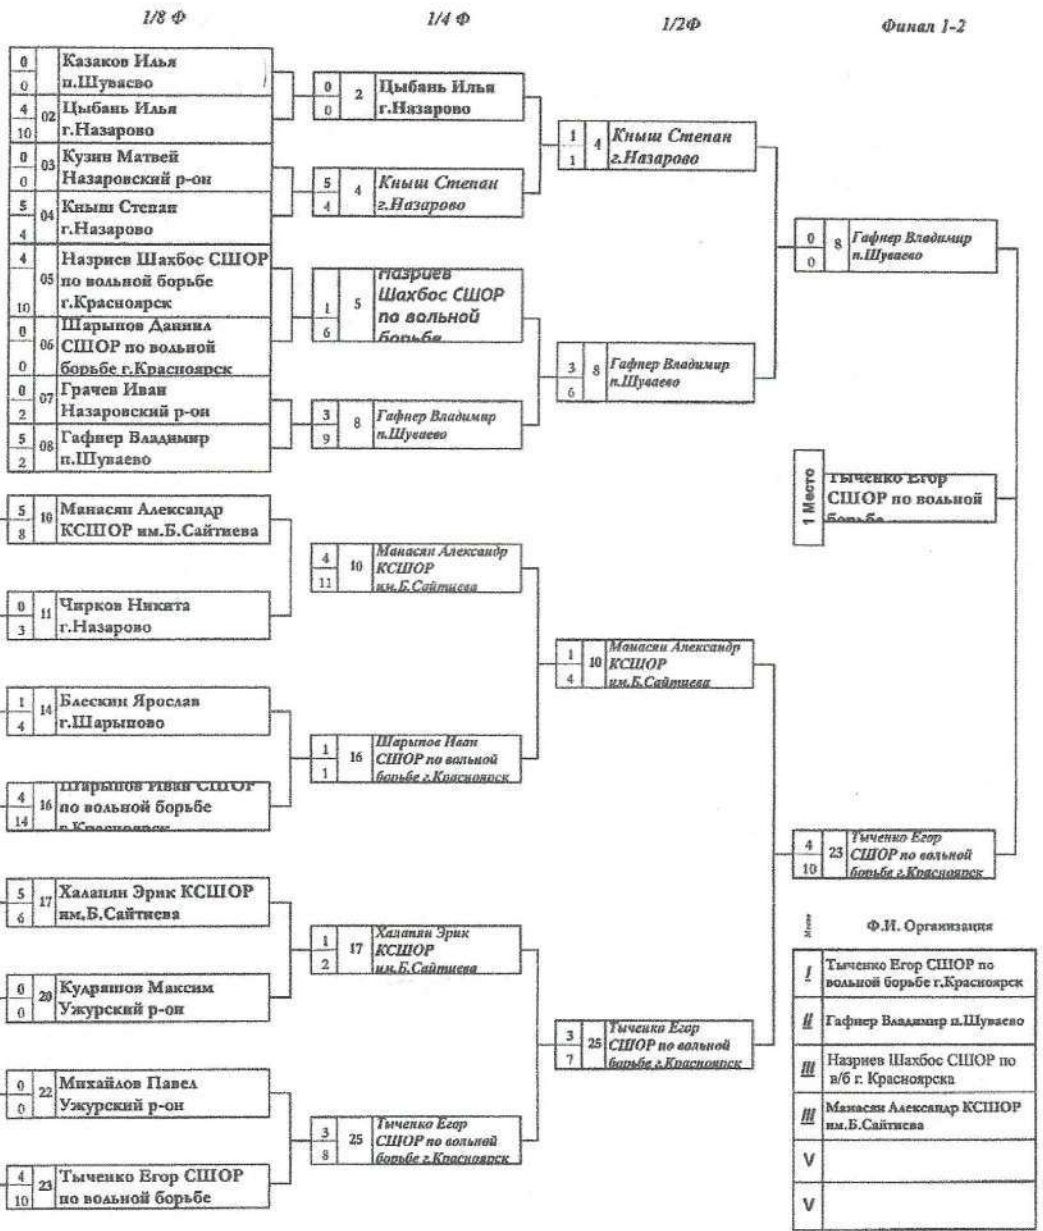 1/8 Ф
1/4 Ф
1/2Ф
Финал 1-2
0
0
Казаков Илья
п.Шуваево
4
10
02
Цыбань Илья
г.Назарово
0
0
03
Кузин Матвей
Назаровский р-он
5
4
04
Кныш Степан
г.Назарово
4
10
05
Назриев Шахбос СШОР
по вольной борьбе
г.Красноярск
0
0
06
Шарыпов Даниил
СШОР по вольной
борьбе г.Красноярск
0
2
07
Грачев Иван
Назаровский р-он
5
2
08
Гафнер Владимир
п.Шуваево
5
8
10
Манасян Александр
КСШОР им.Б.Сайтиева
0
3
11
Чирков Никита
г.Назарово
1
4
14
Блескин Ярослав
г.Шарыпово
4
14
16
Шарыпов Иван СШОР
по вольной борьбе
г.Красноярск
5
6
17
Халапян Эрик КСШОР
им.Б.Сайтиева
0
0
20
Кудряшов Максим
Ужурский р-он
0
0
22
Михайлов Павел
Ужурский р-он
4
10
23
Тыченко Егор СШОР
по вольной борьбе
0
0
2
Цыбань Илья
г.Назарово
5
4
4
Кныш Степан
г.Назарово
1
6
5
Назриев
Шахбос СШОР
по вольной
борьбе
3
9
8
Гафнер Владимир
п.Шуваево
4
11
10
Манасян Александр
КСШОР
им.Б.Сайтиева
1
1
16
Шарыпов Иван
СШОР по вольной
борьбе г.Красноярск
1
2
17
Халапян Эрик
КСШОР
им.Б.Сайтиева
3
8
25
Тыченко Егор
СШОР по вольной
борьбе г.Красноярск
1
1
4
Кныш Степан
г.Назарово
3
6
8
Гафнер Владимир
п.Шуваево
1
4
10
Манасян Александр
КСШОР
им.Б.Сайтиева
3
7
25
Тыченко Егор
СШОР по вольной
борьбе г.Красноярск
0
0
8
Гафнер Владимир
п.Шуваево
1 Место
Тыченко Егор
СШОР по вольной
борьбе
4
10
23
Тыченко Егор
СШОР по вольной
борьбе г.Красноярск
Место
Ф.И. Организация
I
Тыченко Егор СШОР по
вольной борьбе г.Красноярск
II
Гафнер Владимир п.Шуваево
III
Назриев Шахбос СШОР по
в/б г. Красноярска
III
Манасян Александр КСШОР
им.Б.Сайтиева
V
V